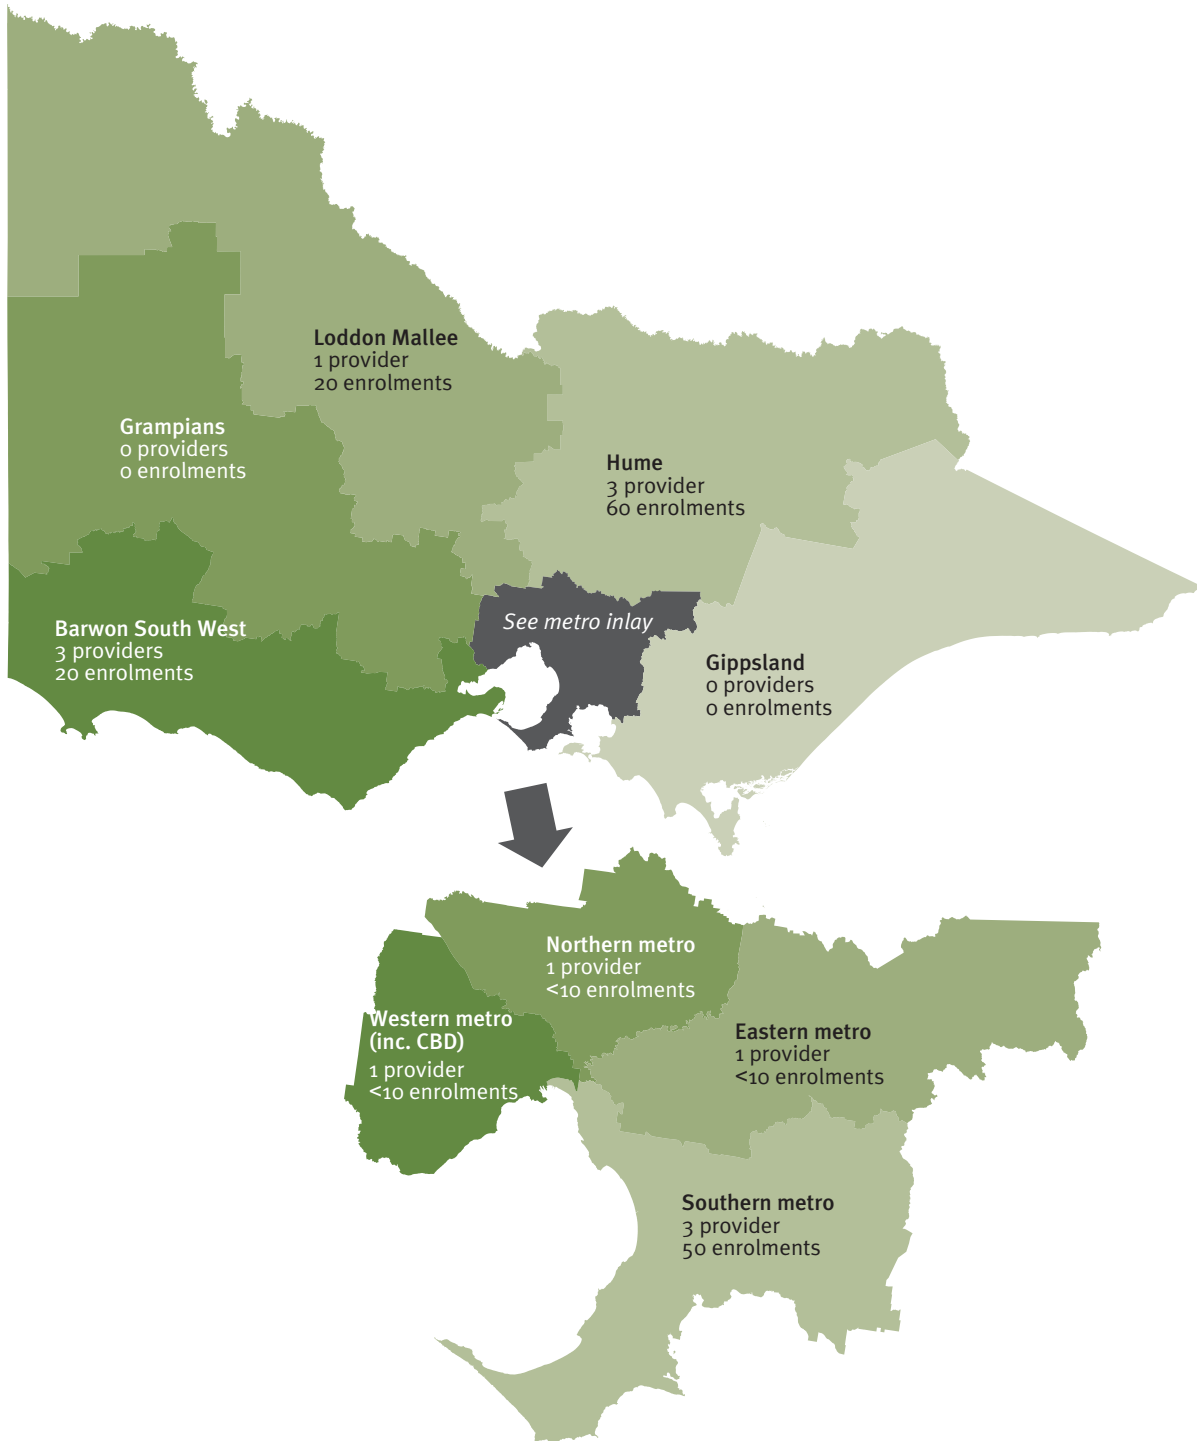 Loddon Mallee
1 provider
20 enrolments
Grampians
0 providers
0 enrolments
Hume
3 provider
60 enrolments
Barwon South West
3 providers
20 enrolments
See metro inlay
Gippsland
0 providers
0 enrolments
Northern metro
1 provider
<10 enrolments
Western metro
(inc. CBD)
1 provider
<10 enrolments
Eastern metro
1 provider
<10 enrolments
Southern metro
3 provider
50 enrolments